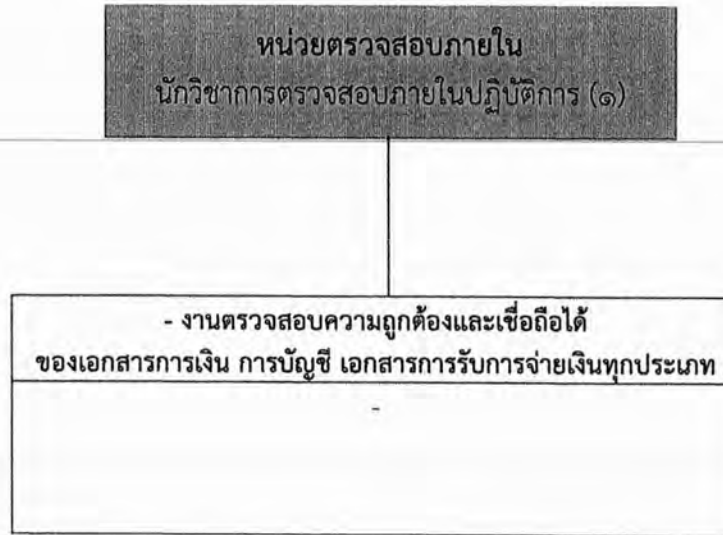 หน่วยตรวจสอบภายใน
นักวิชาการตรวจสอบภายในปฏิบัติการ (๑)
- งานตรวจสอบความถูกต้องและเชื่อถือได้
ของเอกสารการเงิน การบัญชี เอกสารการรับการจ่ายเงินทุกประเภท
-